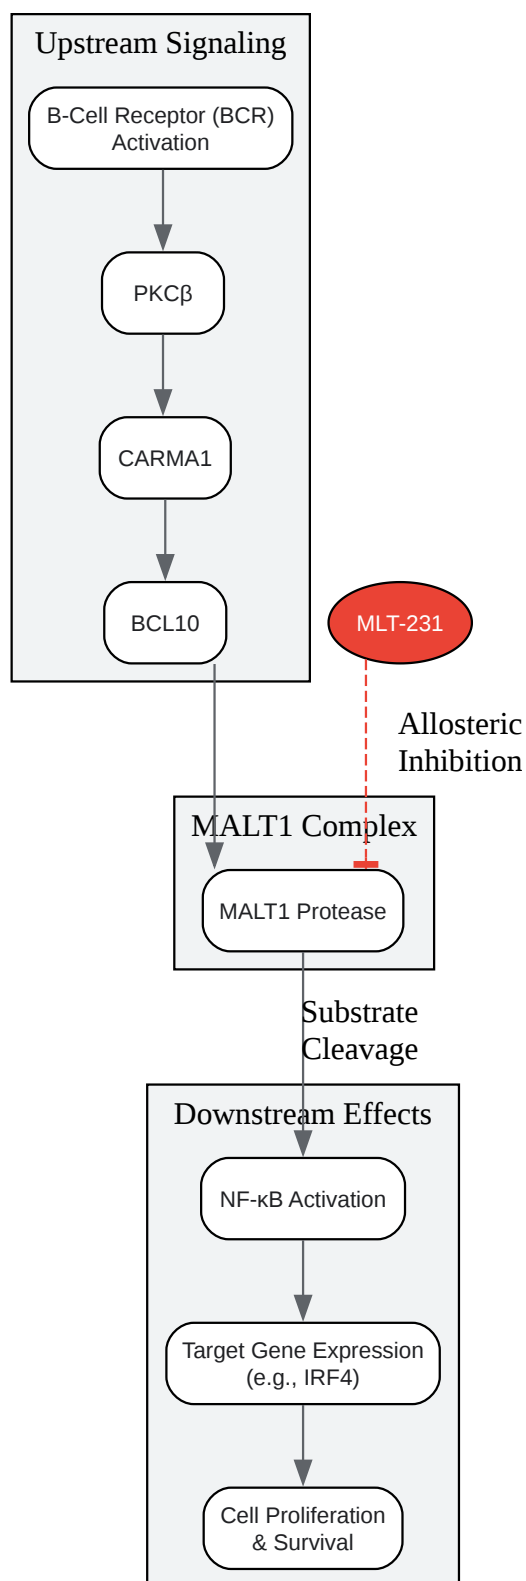 Upstream Signaling
B-Cell Receptor (BCR)
Activation
PKCβ
CARMA1
BCL10
MLT-231
Allosteric
Inhibition
MALT1 Complex
MALT1 Protease
Substrate
Cleavage
Downstream Effects
NF-κB Activation
Target Gene Expression
(e.g., IRF4)
Cell Proliferation
& Survival